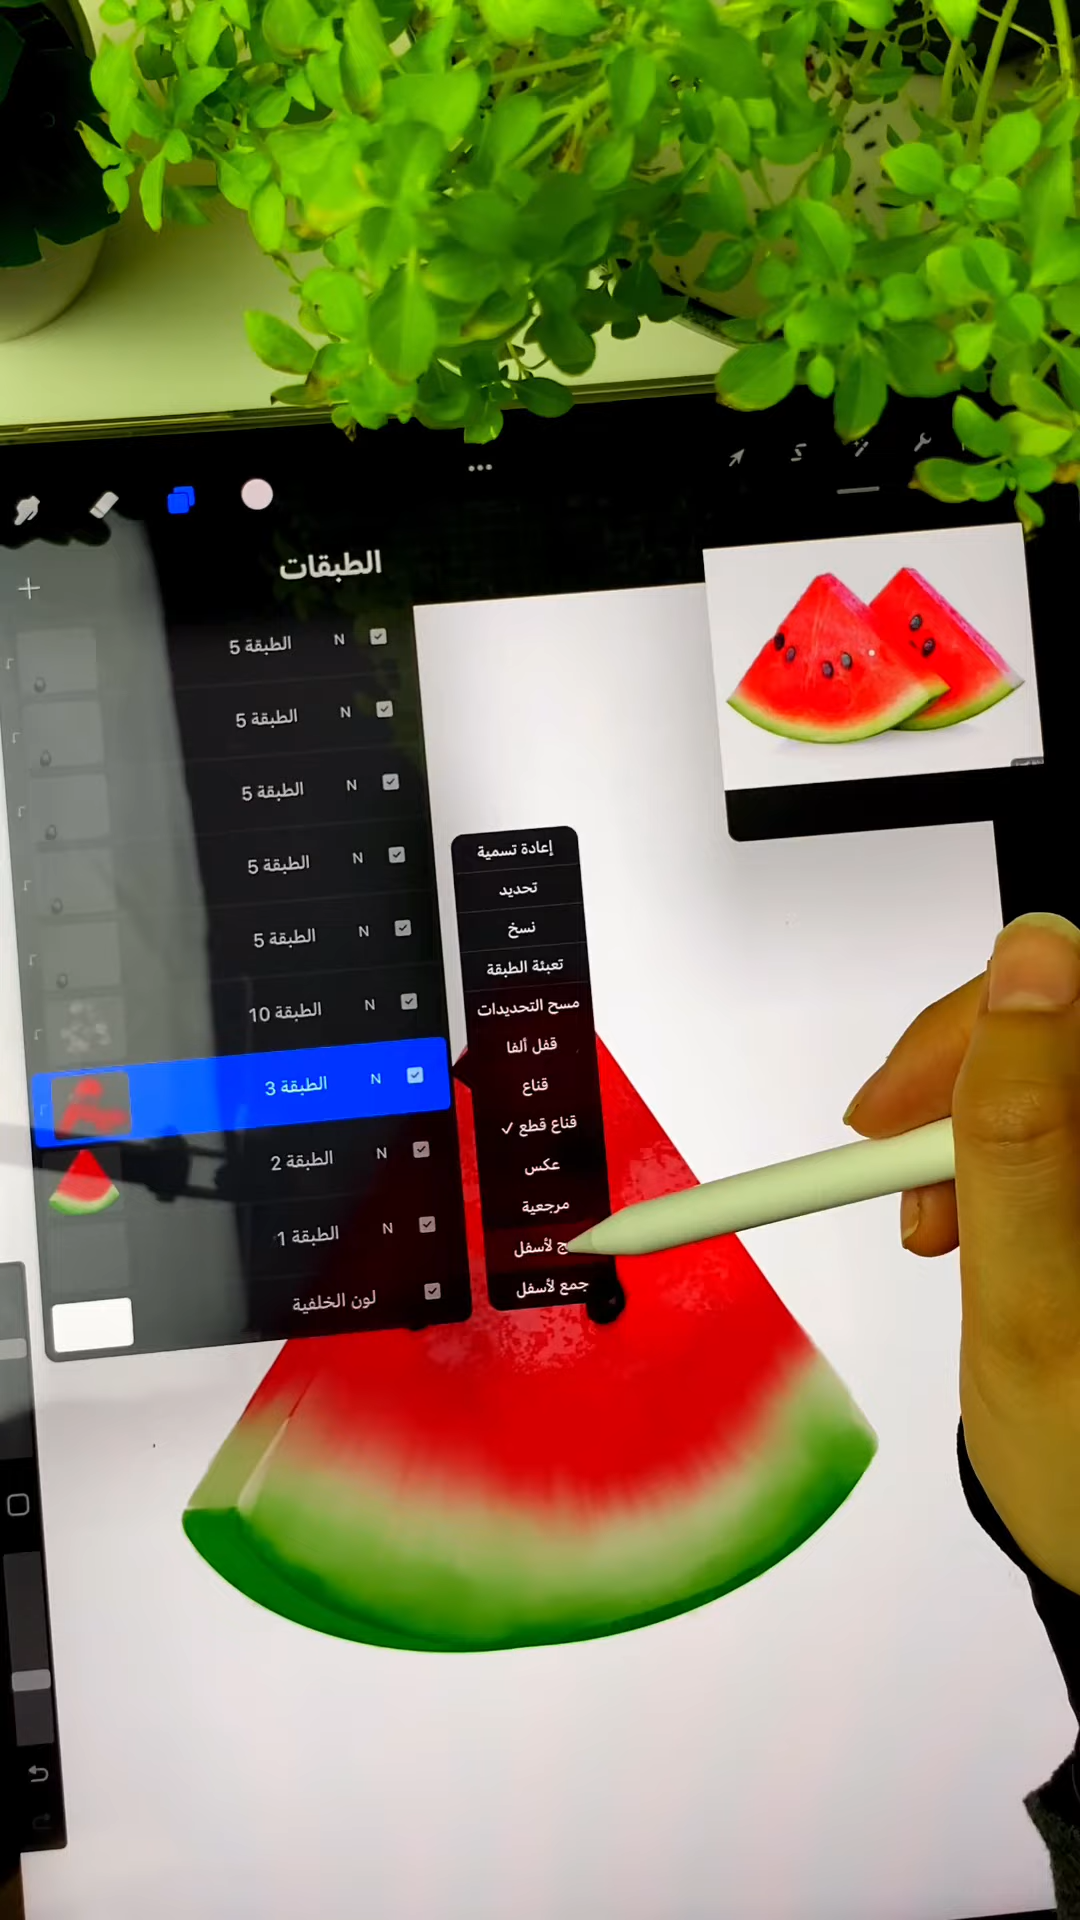 الطبقات
الطبقة 5 N
الطبقة 5 N
الطبقة 5 N
الطبقة 5 N
الطبقة 5 N
الطبقة 10 N
الطبقة 3 N
الطبقة 2 N
الطبقة 1 N
لون الخلفية
إعادة تسمية
تحديد
نسخ
تعبئة الطبقة
مسح التحديدات
قفل ألفا
قناع
قناع قطع ✓
عكس
مرجعية
لأسفل
جمع لأسفل